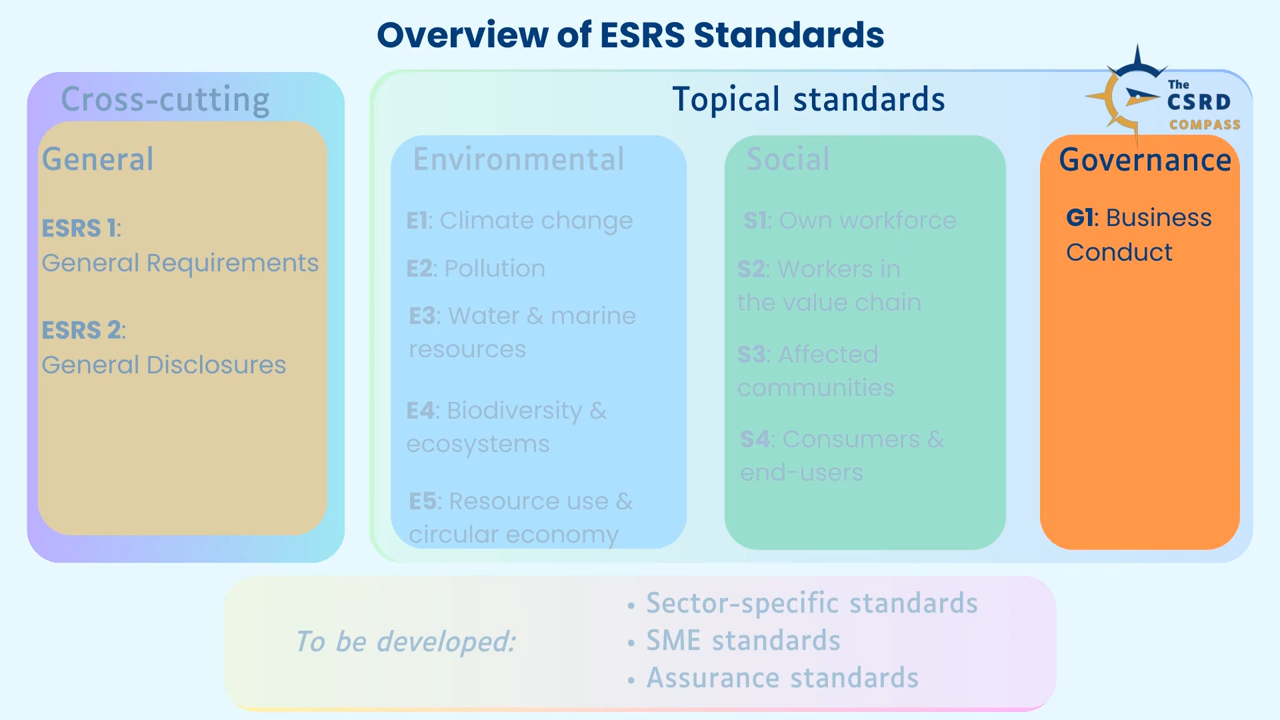 Overview of ESRS Standards
Cross-cutting
General
ESRS 1:
General Requirements
ESRS 2:
General Disclosures
Topical standards
The
CSRD
COMPASS
Environmental
E1: Climate change
E2: Pollution
E3: Water & marine
resources
E4: Biodiversity &
ecosystems
E5: Resource use &
circular economy
Social
S1: Own workforce
S2: Workers in
the value chain
S3: Affected
communities
S4: Consumers &
end-users
Governance
G1: Business
Conduct
To be developed:
• Sector-specific standards
• SME standards
• Assurance standards